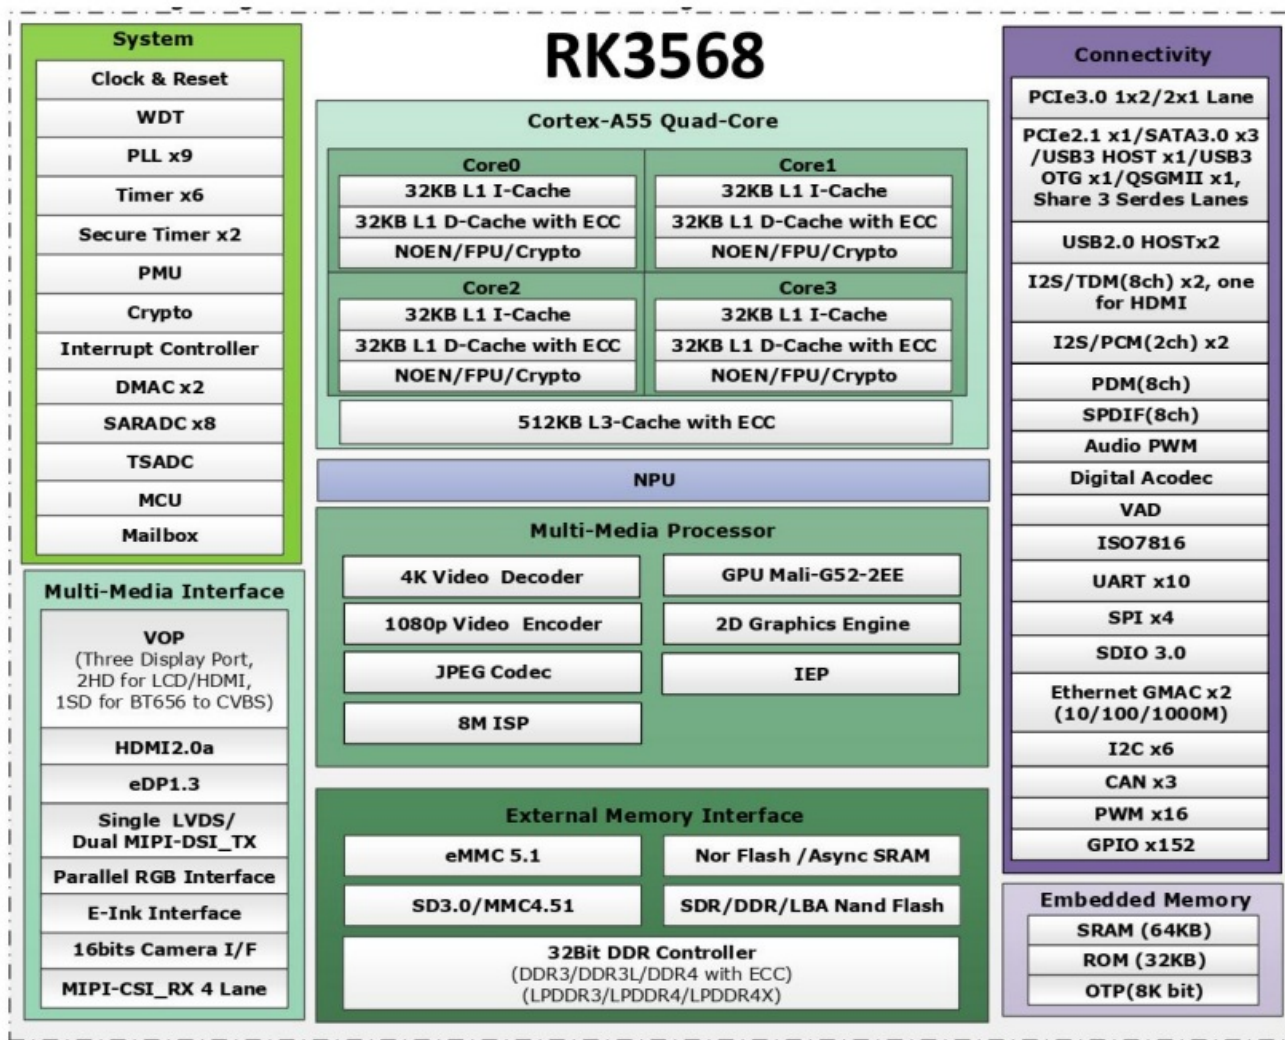 System
Clock & Reset
WDT
PLL x9
Timer x6
Secure Timer x2
PMU
Crypto
Interrupt Controller
DMAC x2
SARADC x8
TSADC
MCU
Mailbox
Multi-Media Interface
VOP
(Three Display Port,
2HD for LCD/HDMI,
1SD for BT656 to CVBS)
HDMI2.0a
eDP1.3
Single LVDS/
Dual MIPI-DSI_TX
Parallel RGB Interface
E-Ink Interface
16bits Camera I/F
MIPI-CSI_RX 4 Lane
RK3568
Cortex-A55 Quad-Core
Core0
32KB L1 I-Cache
32KB L1 D-Cache with ECC
NOEN/FPU/Crypto
Core1
32KB L1 I-Cache
32KB L1 D-Cache with ECC
NOEN/FPU/Crypto
Core2
32KB L1 I-Cache
32KB L1 D-Cache with ECC
NOEN/FPU/Crypto
Core3
32KB L1 I-Cache
32KB L1 D-Cache with ECC
NOEN/FPU/Crypto
512KB L3-Cache with ECC
NPU
Multi-Media Processor
4K Video Decoder
GPU Mali-G52-2EE
1080p Video Encoder
2D Graphics Engine
JPEG Codec
IEP
8M ISP
External Memory Interface
eMMC 5.1
Nor Flash /Async SRAM
SD3.0/MMC4.51
SDR/DDR/LBA Nand Flash
32Bit DDR Controller
(DDR3/DDR3L/DDR4 with ECC)
(LPDDR3/LPDDR4/LPDDR4X)
Connectivity
PCIe3.0 1x2/2x1 Lane
PCIe2.1 x1/SATA3.0 x3
/USB3 HOST x1/USB3
OTG x1/QSGMII x1,
Share 3 Serdes Lanes
USB2.0 HOSTx2
I2S/TDM(8ch) x2, one
for HDMI
I2S/PCM(2ch) x2
PDM(8ch)
SPDIF(8ch)
Audio PWM
Digital Acodec
VAD
ISO7816
UART x10
SPI x4
SDIO 3.0
Ethernet GMAC x2
(10/100/1000M)
I2C x6
CAN x3
PWM x16
GPIO x152
Embedded Memory
SRAM (64KB)
ROM (32KB)
OTP(8K bit)